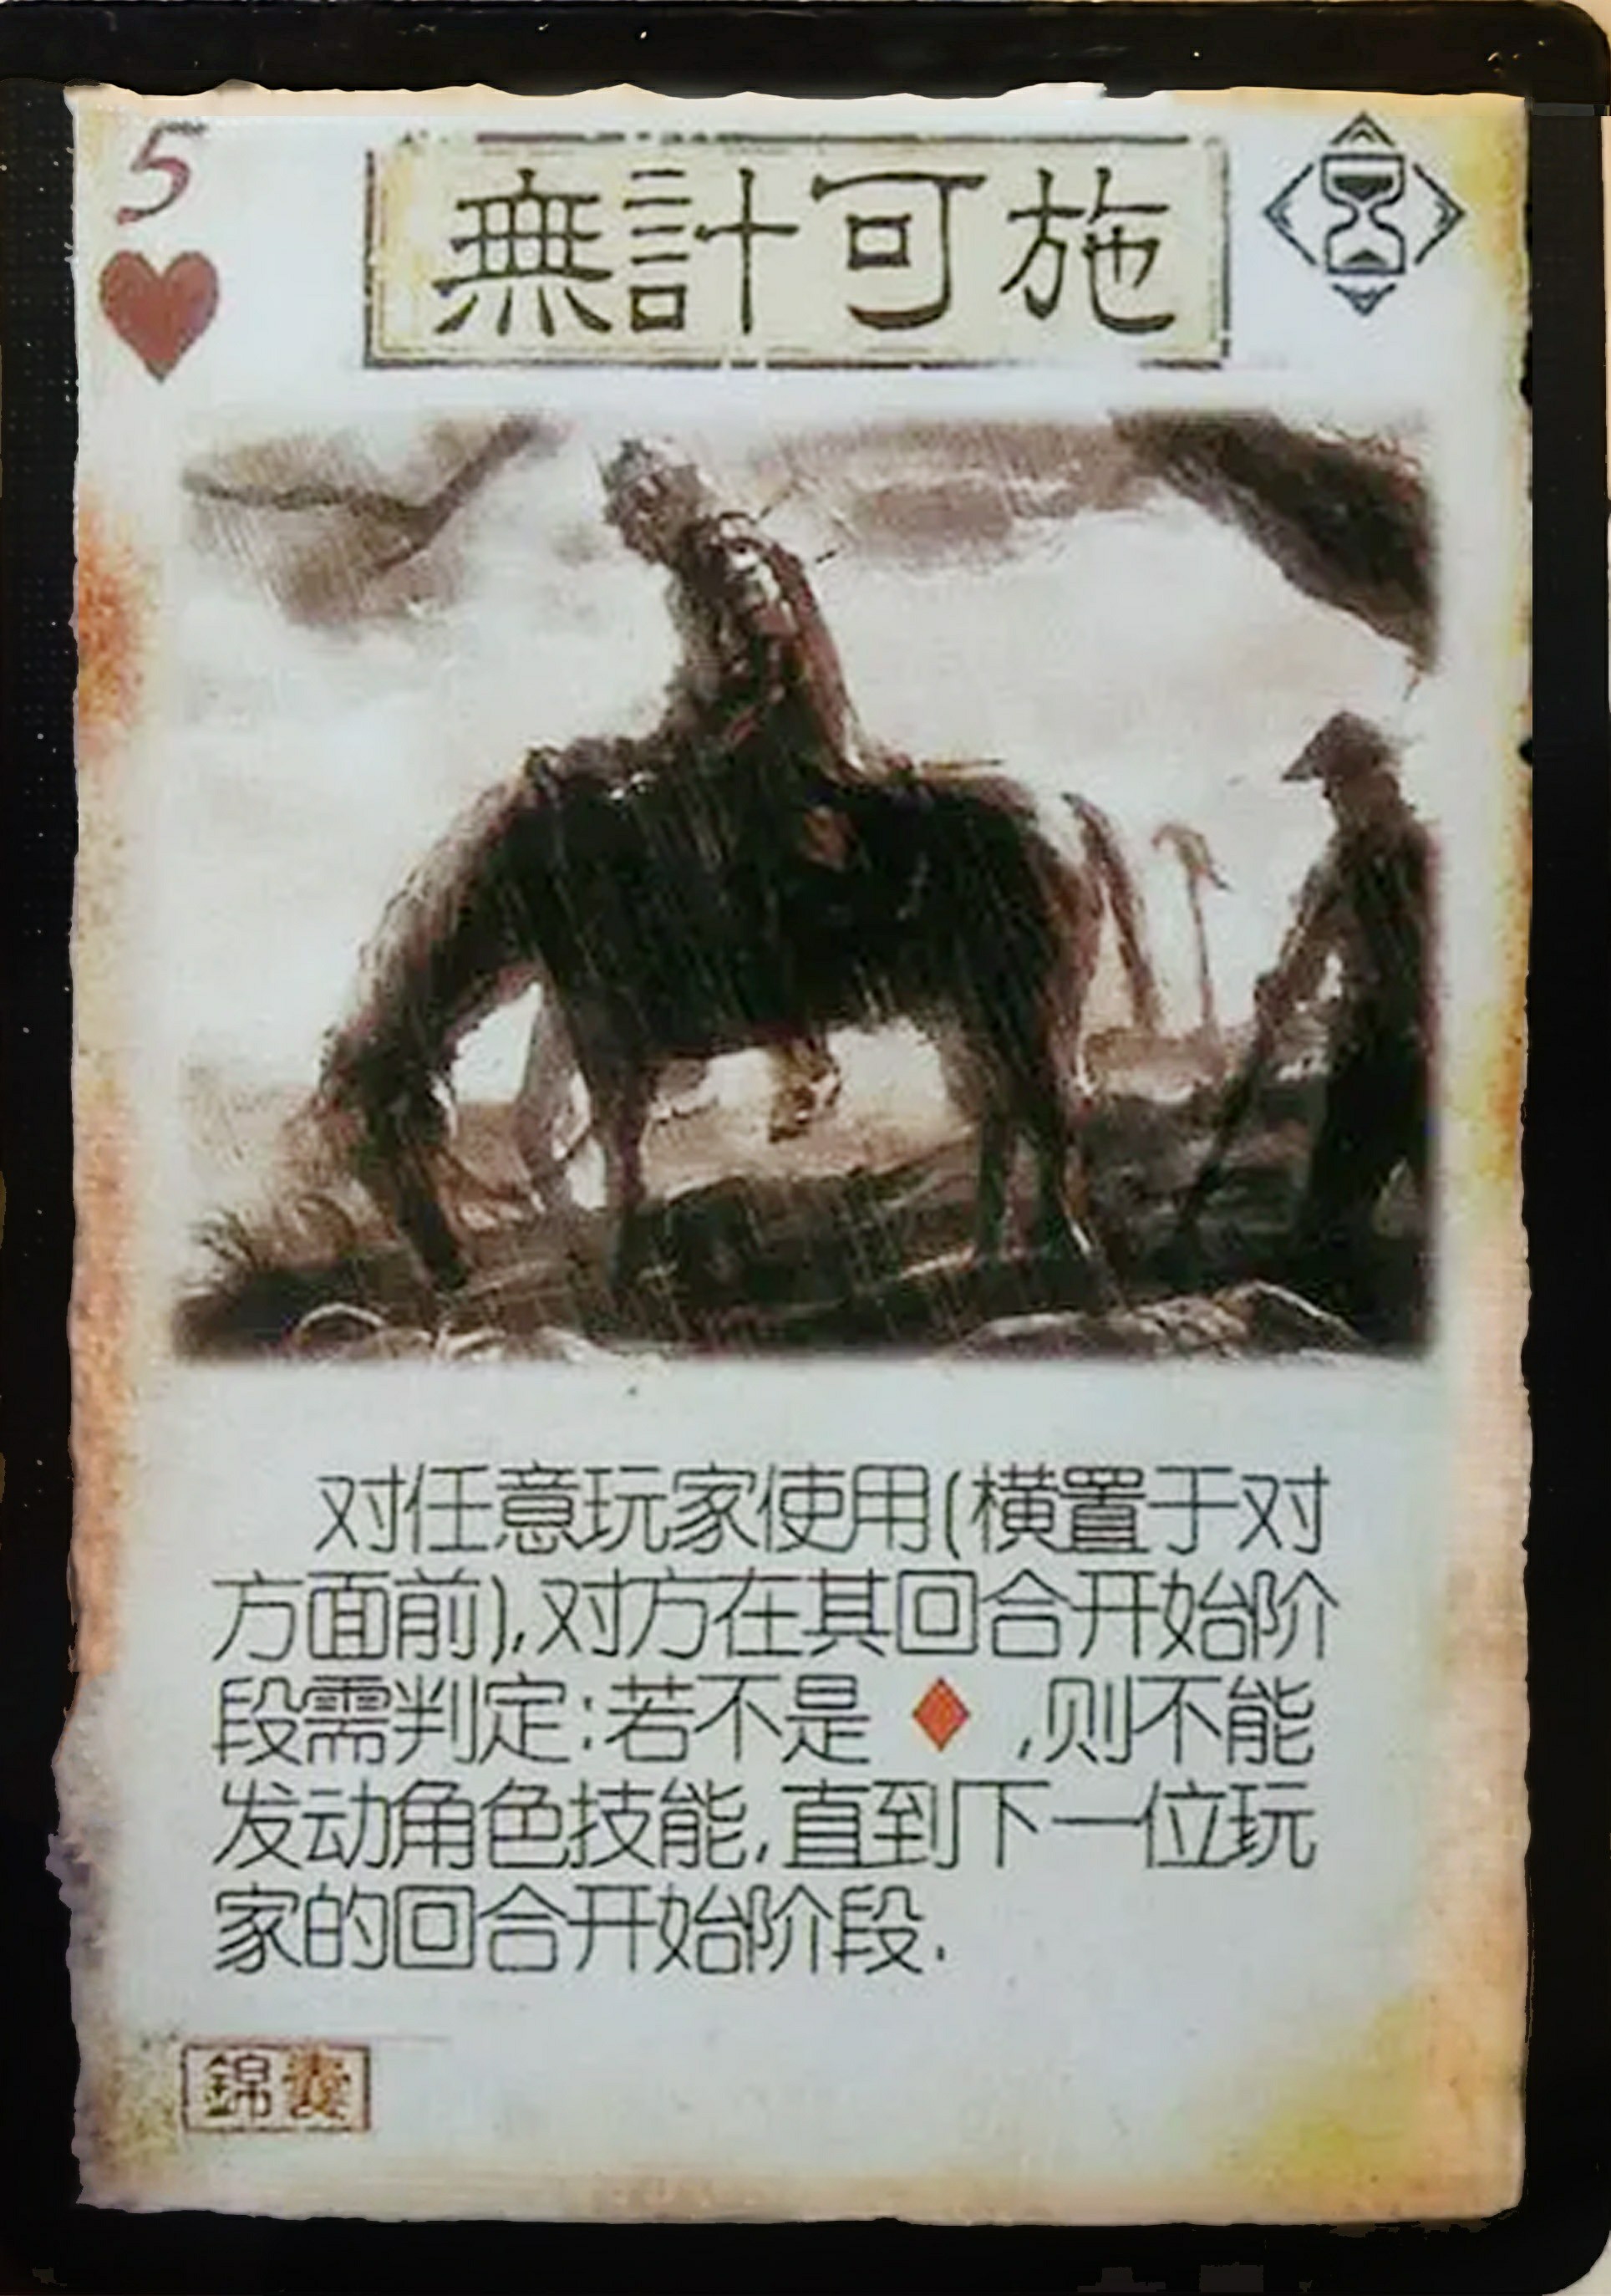 5
無計可施
对任意玩家使用(横置于对
方面前),对方在其回合开始阶
段需判定:若不是♦,则不能
发动角色技能,直到下一位玩
家的回合开始阶段.
錦囊